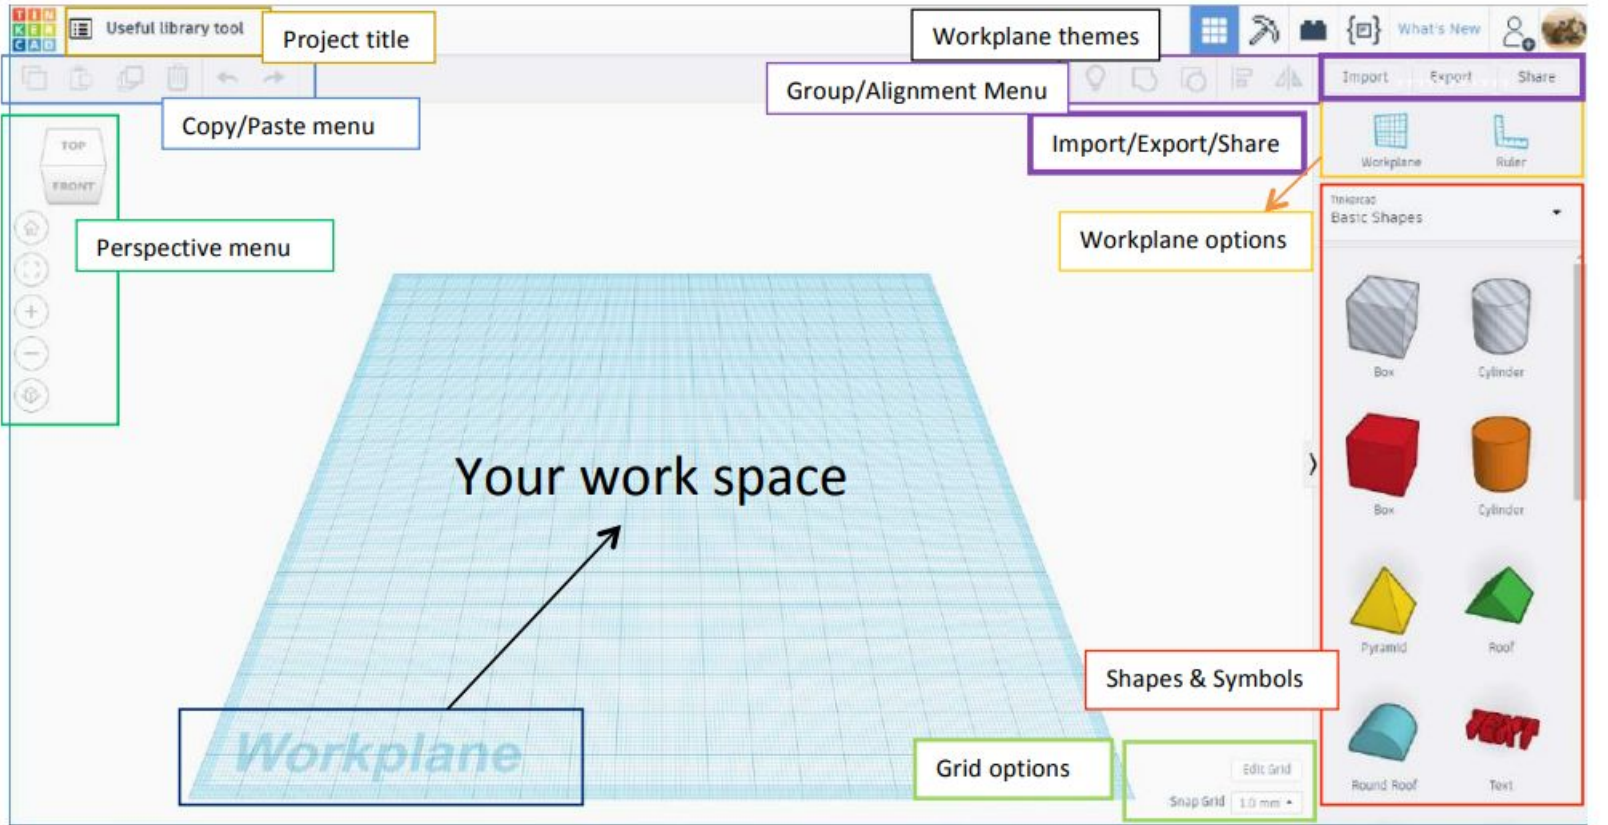 TIN
KER
CAD
Useful library tool
Project title
Workplane themes
What's New
Group/Alignment Menu
Import
Export
Share
Copy/Paste menu
Import/Export/Share
TOP
FRONT
Workplane
Ruler
Perspective menu
Workplane options
Tinkercad
Basic Shapes
Box
Cylinder
Your work space
Box
Cylinder
Pyramid
Roof
Shapes & Symbols
Workplane
TEXT
Grid options
Edit Grid
Round Roof
Text
Snap Grid
1.0 mm